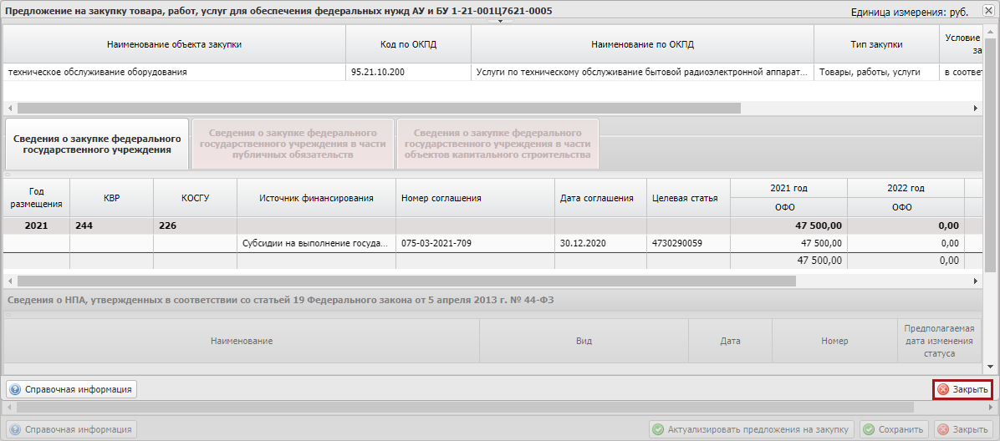 Предложение на закупку товара, работ, услуг для обеспечения федеральных нужд АУ и БУ 1-21-001Ц7621-0005
Единица измерения: руб.
Наименование объекта закупки Код по ОКПД Наименование по ОКПД Тип закупки Условие
за
техническое обслуживание оборудования 95.21.10.200 Услуги по техническому обслуживание бытовой радиоэлектронной аппарат... Товары, работы, услуги в соответ
Сведения о закупке федерального
государственного учреждения
Сведения о закупке федерального
государственного учреждения в части
публичных обязательств
Сведения о закупке федерального
государственного учреждения в части
объектов капитального строительства
Год
размещения
КВР КОСГУ Источник финансирования Номер соглашения Дата соглашения Целевая статья
2021 год 2022 год
ОФО ОФО
2021 244 226 47 500,00 0,00
Субсидии на выполнение госуда... 075-03-2021-709 30.12.2020 4730290059 47 500,00 0,00
47 500,00 0,00
Сведения о НПА, утвержденных в соответствии со статьей 19 Федерального закона от 5 апреля 2013 г. № 44-ФЗ
Наименование Вид Дата Номер
Предполагаемая
дата изменения
статуса
Справочная информация Закрыть
Справочная информация Актуализировать предложения на закупку Сохранить Закрыть